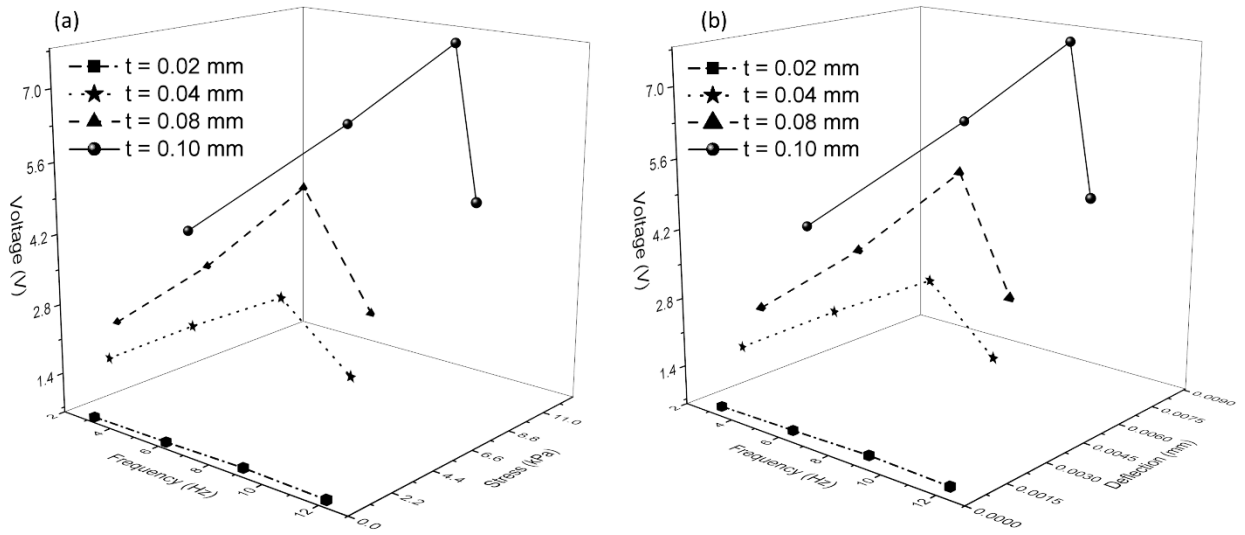 (a)
t = 0.02 mm
t = 0.04 mm
t = 0.08 mm
t = 0.10 mm
7.0
5.6
4.2
2.8
1.4
Voltage (V)
2
4
6
8
10
12
Frequency (Hz)
0.0
2.2
4.4
6.6
8.8
11.0
Stress (kPa)
(b)
t = 0.02 mm
t = 0.04 mm
t = 0.08 mm
t = 0.10 mm
7.0
5.6
4.2
2.8
1.4
Voltage (V)
2
4
6
8
10
12
Frequency (Hz)
0.0000
0.0015
0.0030
0.0045
0.0060
0.0075
0.0090
Deflection (mm)